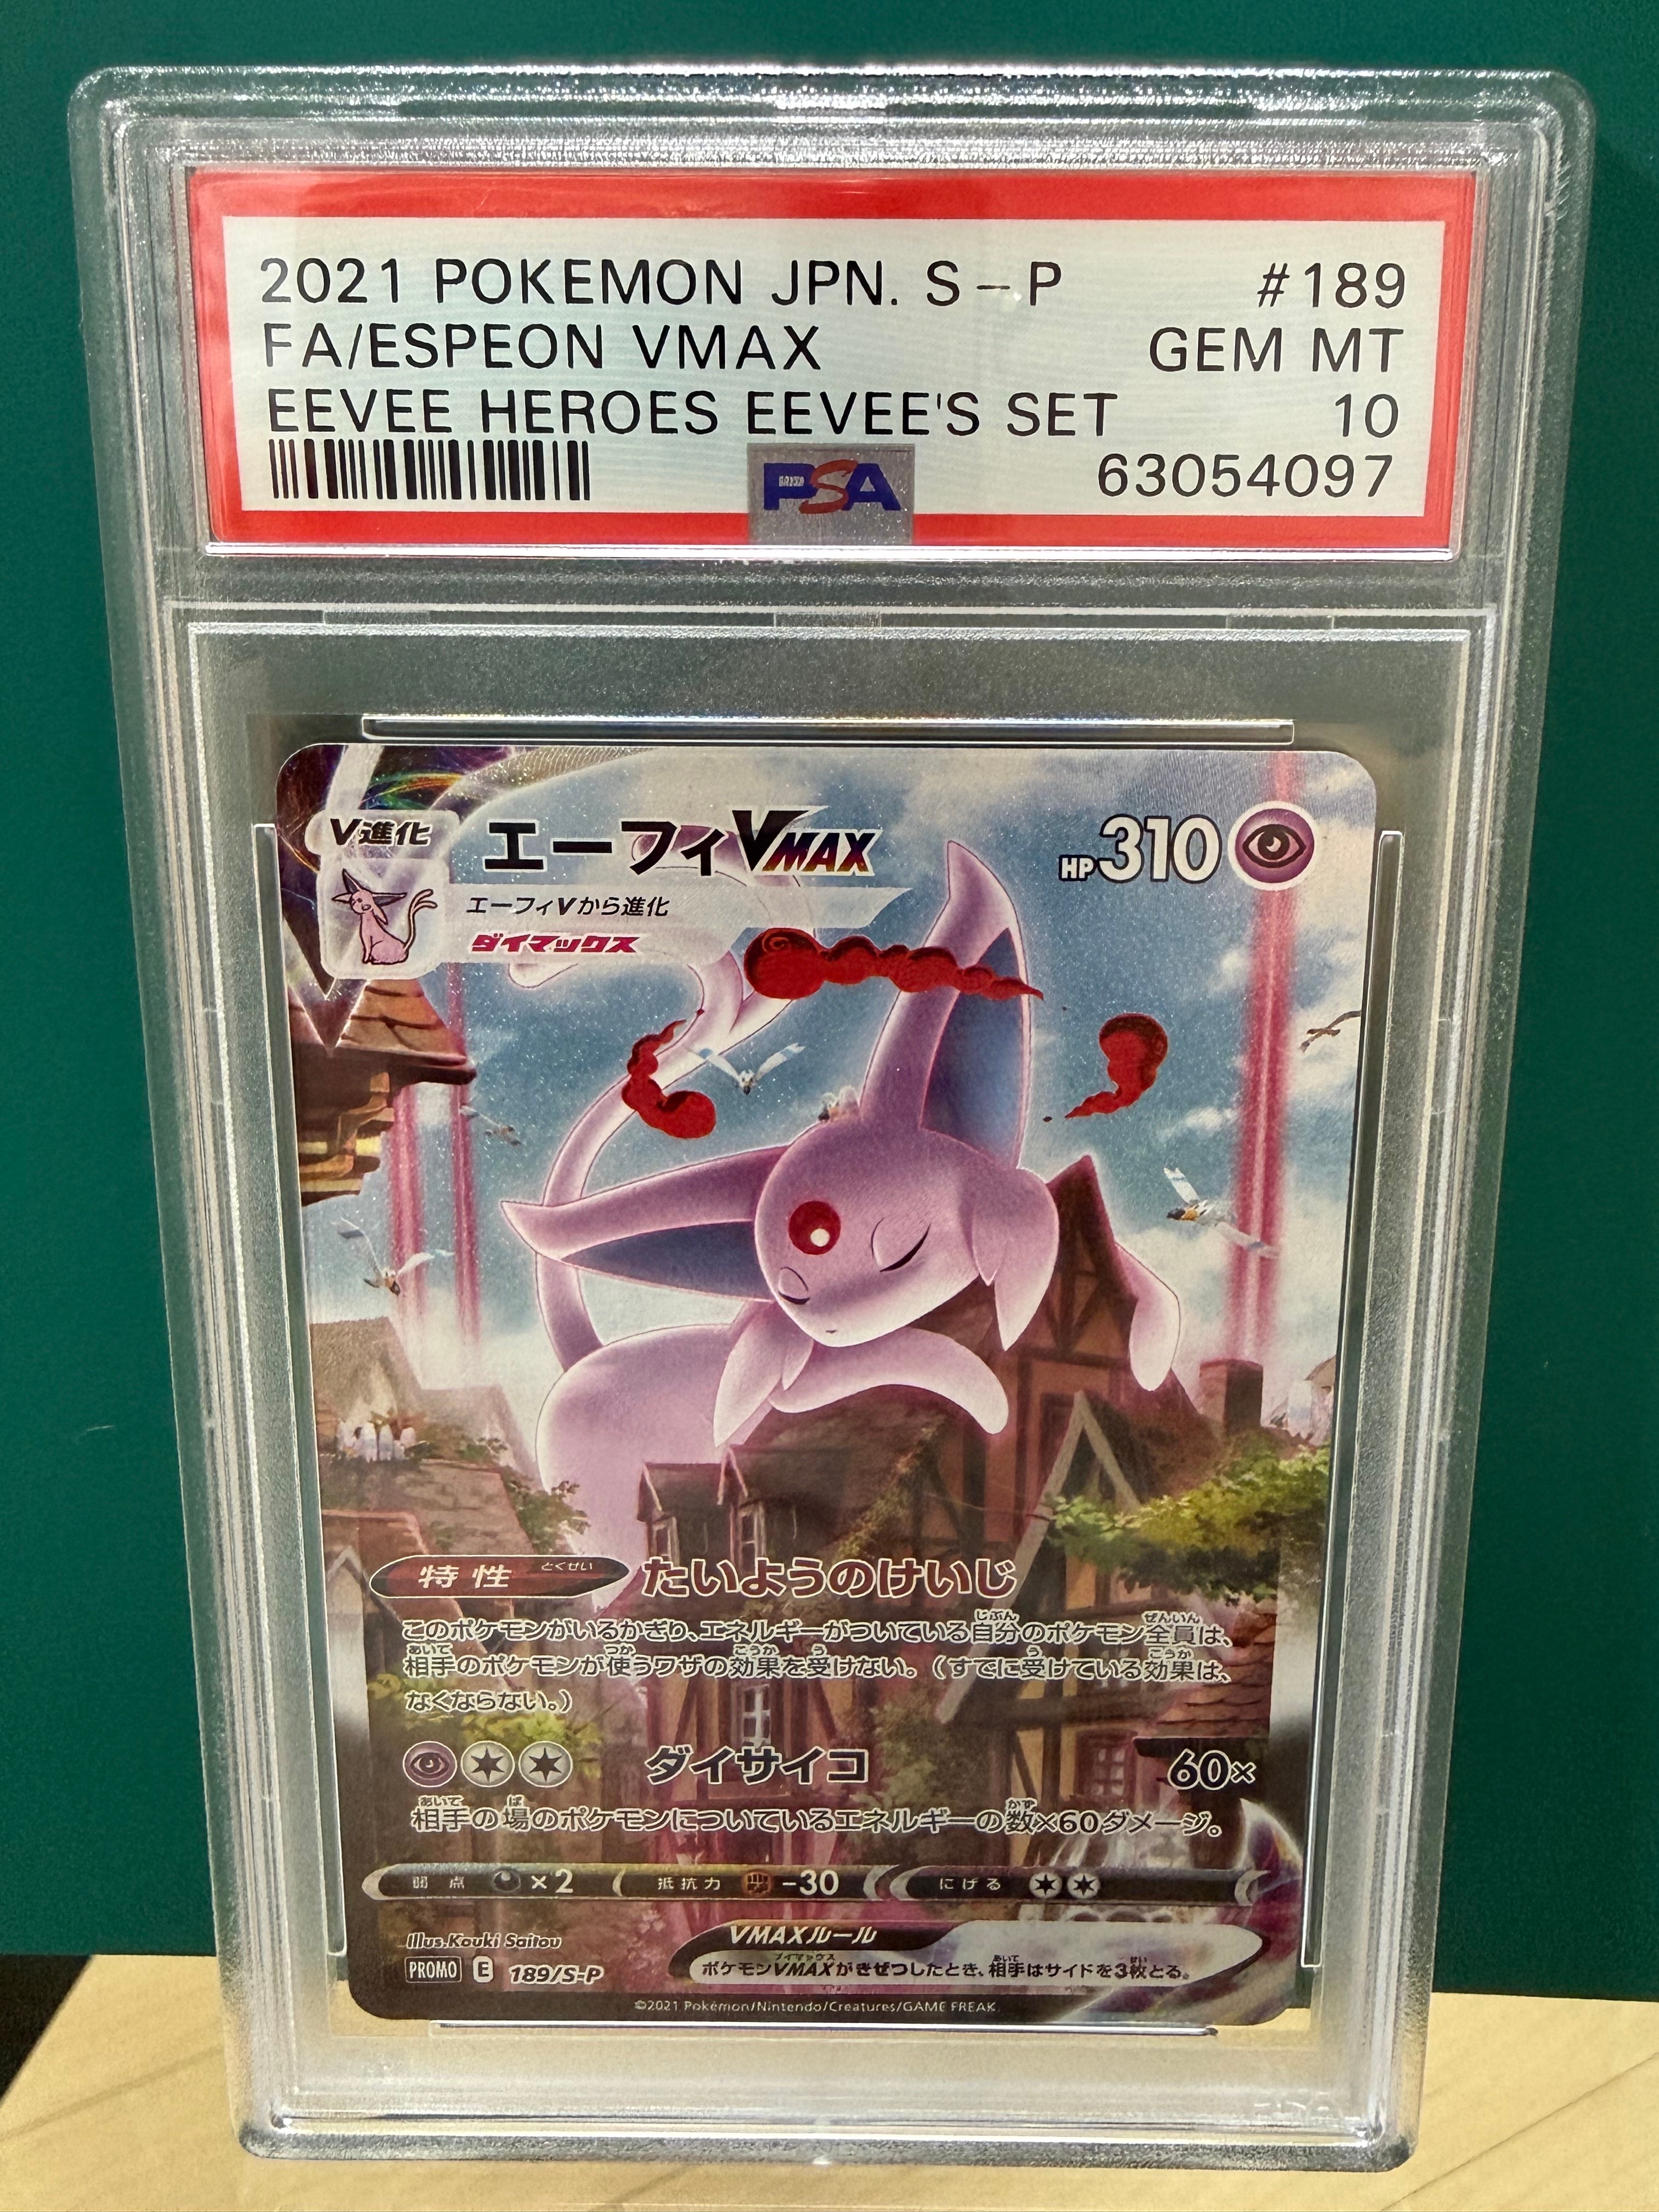 2021 POKEMON JPN. S-P #189
FA/ESPEON VMAX GEM MT
EEVEE HEROES EEVEE'S SET 10
PSA 63054097
V進化 エーフィVMAX HP310
エーフィVから進化
ダイマックス
特性 とくせい たいようのけいじ
このポケモンがいるかぎり、エネルギーがついている自分のポケモン全員は、
相手のポケモンが使うワザの効果を受けない。（すでに受けている効果は、
なくならない。）
ダイサイコ 60×
相手の場のポケモンについているエネルギーの数×60ダメージ。
弱点 ×2 抵抗力 -30 にげる
Illus.Kouki Saitou VMAXルール
PROMO E 189/S-P ポケモンVMAXがきぜつしたとき、相手はサイドを3枚とる。
©2021 Pokémon/Nintendo/Creatures/GAME FREAK.